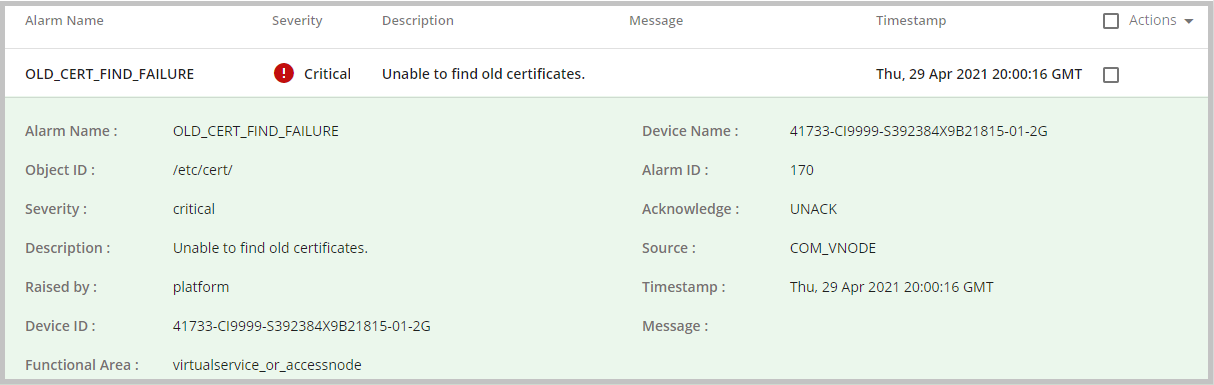 Alarm Name Severity Description Message Timestamp Actions
OLD_CERT_FIND_FAILURE Critical Unable to find old certificates. Thu, 29 Apr 2021 20:00:16 GMT
Alarm Name : OLD_CERT_FIND_FAILURE Device Name : 41733-CI9999-S392384X9B21815-01-2G
Object ID : /etc/cert/ Alarm ID : 170
Severity : critical Acknowledge : UNACK
Description : Unable to find old certificates. Source : COM_VNODE
Raised by : platform Timestamp : Thu, 29 Apr 2021 20:00:16 GMT
Device ID : 41733-CI9999-S392384X9B21815-01-2G Message :
Functional Area : virtualservice_or_accessnode